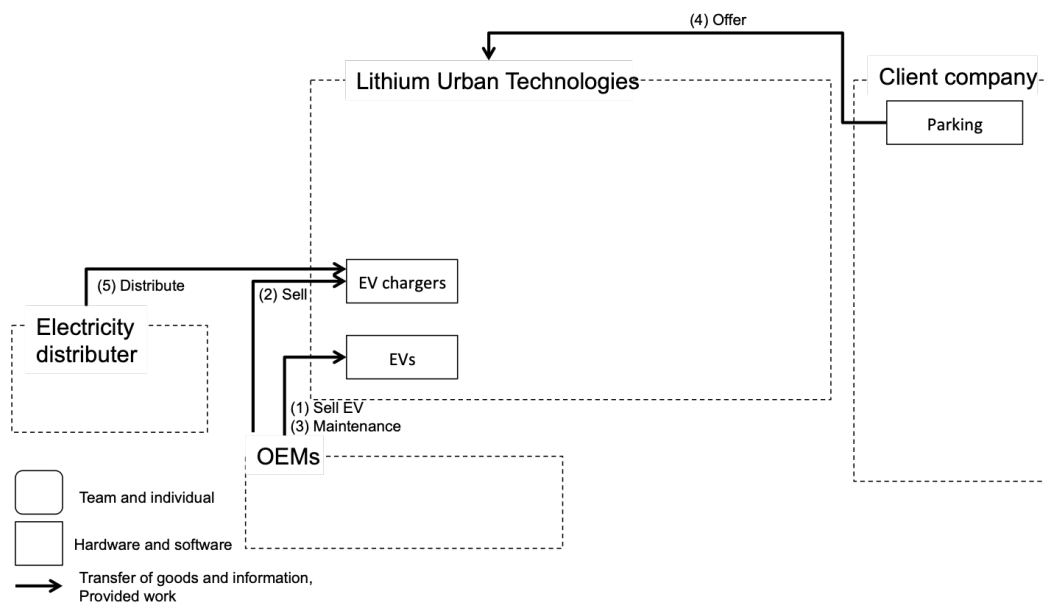 (4) Offer
Lithium Urban Technologies
Client company
Parking
EV chargers
(5) Distribute
(2) Sell
Electricity
distributer
EVs
(1) Sell EV
(3) Maintenance
OEMs
Team and individual
Hardware and software
Transfer of goods and information,
Provided work